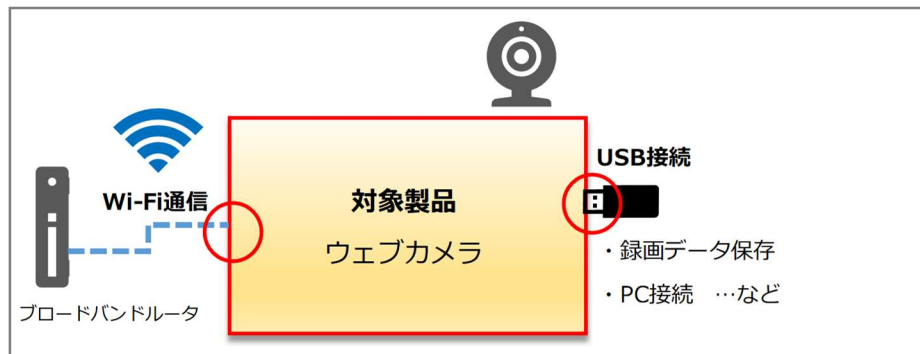 Wi-Fi通信
ブロードバンドルータ
対象製品
ウェブカメラ
USB接続
・録画データ保存
・PC接続　…など